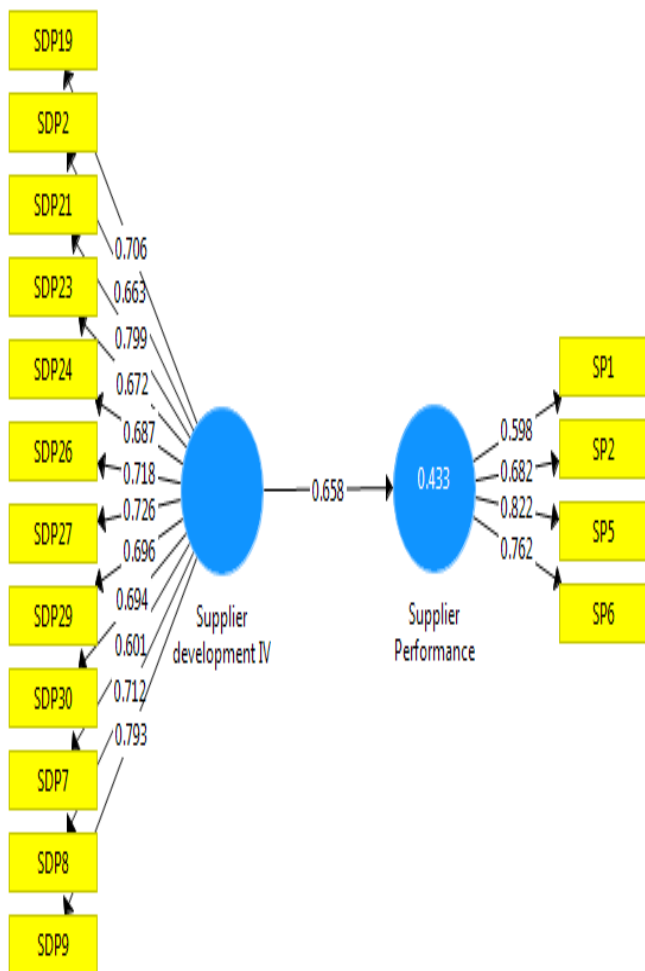 SDP19
SDP2
SDP21
SDP23
SDP24
SDP26
SDP27
SDP29
SDP30
SDP7
SDP8
SDP9
0.706
0.663
0.799
0.672
0.687
0.718
0.726
0.696
0.694
0.601
0.712
0.793
Supplier
development IV
0.658
0.433
Supplier
Performance
0.598
0.682
0.822
0.762
SP1
SP2
SP5
SP6